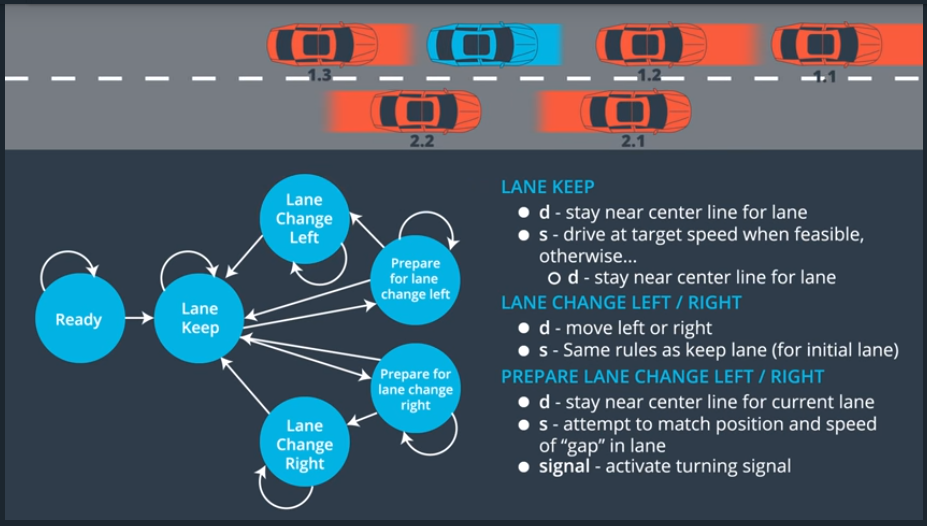 1.3
1.2
1.1
2.2
2.1
Lane
Change
Left
Prepare
for lane
change left
Ready
Lane
Keep
Prepare for
lane change
right
Lane
Change
Right
LANE KEEP
d - stay near center line for lane
s - drive at target speed when feasible,
otherwise...
d - stay near center line for lane
LANE CHANGE LEFT / RIGHT
d - move left or right
s - Same rules as keep lane (for initial lane)
PREPARE LANE CHANGE LEFT / RIGHT
d - stay near center line for current lane
s - attempt to match position and speed
of “gap” in lane
signal - activate turning signal